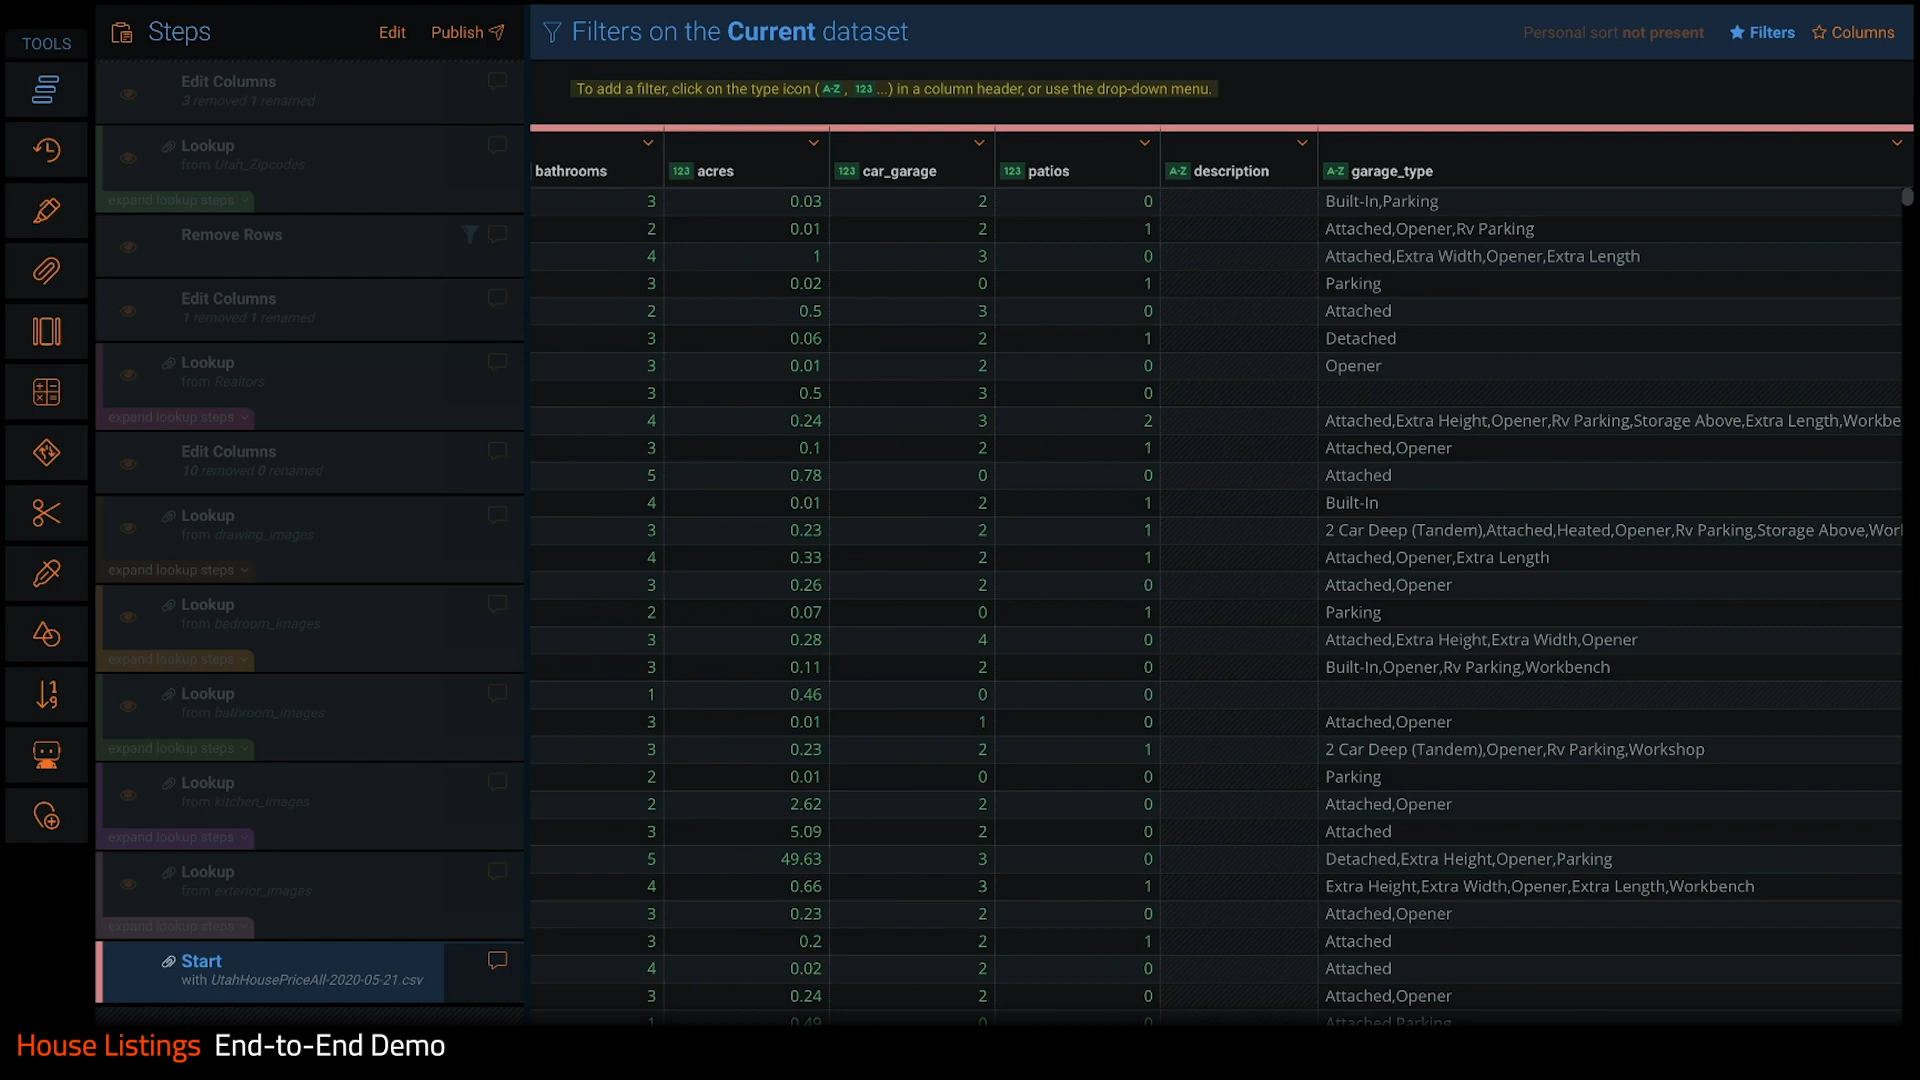 TOOLS
Steps
Edit
Publish
Filters on the Current dataset
Personal sort not present
Filters
Columns
Edit Columns
3 removed 1 renamed
Lookup
from Utah_Zipcodes
expand lookup steps
Remove Rows
Edit Columns
1 removed 1 renamed
Lookup
from Realtors
expand lookup steps
Edit Columns
10 removed 0 renamed
Lookup
from drawing_images
expand lookup steps
Lookup
from bedroom_images
expand lookup steps
Lookup
from bathroom_images
expand lookup steps
Lookup
from kitchen_images
expand lookup steps
Lookup
from exterior_images
expand lookup steps
Start
with UtahHousePriceAll-2020-05-21.csv
To add a filter, click on the type icon ( A-Z , 123 ...) in a column header, or use the drop-down menu.
bathrooms 123 acres 123 car_garage 123 patios A-Z description A-Z garage_type
3 0.03 2 0 Built-In,Parking
2 0.01 2 1 Attached,Opener,Rv Parking
4 1 3 0 Attached,Extra Width,Opener,Extra Length
3 0.02 0 1 Parking
2 0.5 3 0 Attached
3 0.06 2 1 Detached
3 0.01 2 0 Opener
3 0.5 3 0
4 0.24 3 2 Attached,Extra Height,Opener,Rv Parking,Storage Above,Extra Length,Workbe
3 0.1 2 1 Attached,Opener
5 0.78 0 0 Attached
4 0.01 2 1 Built-In
3 0.23 2 1 2 Car Deep (Tandem),Attached,Heated,Opener,Rv Parking,Storage Above,Wor
4 0.33 2 1 Attached,Opener,Extra Length
3 0.26 2 0 Attached,Opener
2 0.07 0 1 Parking
3 0.28 4 0 Attached,Extra Height,Extra Width,Opener
3 0.11 2 0 Built-In,Opener,Rv Parking,Workbench
1 0.46 0 0
3 0.01 1 0 Attached,Opener
3 0.23 2 1 2 Car Deep (Tandem),Opener,Rv Parking,Workshop
2 0.01 0 0 Parking
2 2.62 2 0 Attached,Opener
3 5.09 2 0 Attached
5 49.63 3 0 Detached,Extra Height,Opener,Parking
4 0.66 3 1 Extra Height,Extra Width,Opener,Extra Length,Workbench
3 0.23 2 0 Attached,Opener
3 0.2 2 1 Attached
4 0.02 2 0 Attached
3 0.24 2 0 Attached,Opener
1 0.49 0 0 Attached,Parking
House Listings End-to-End Demo